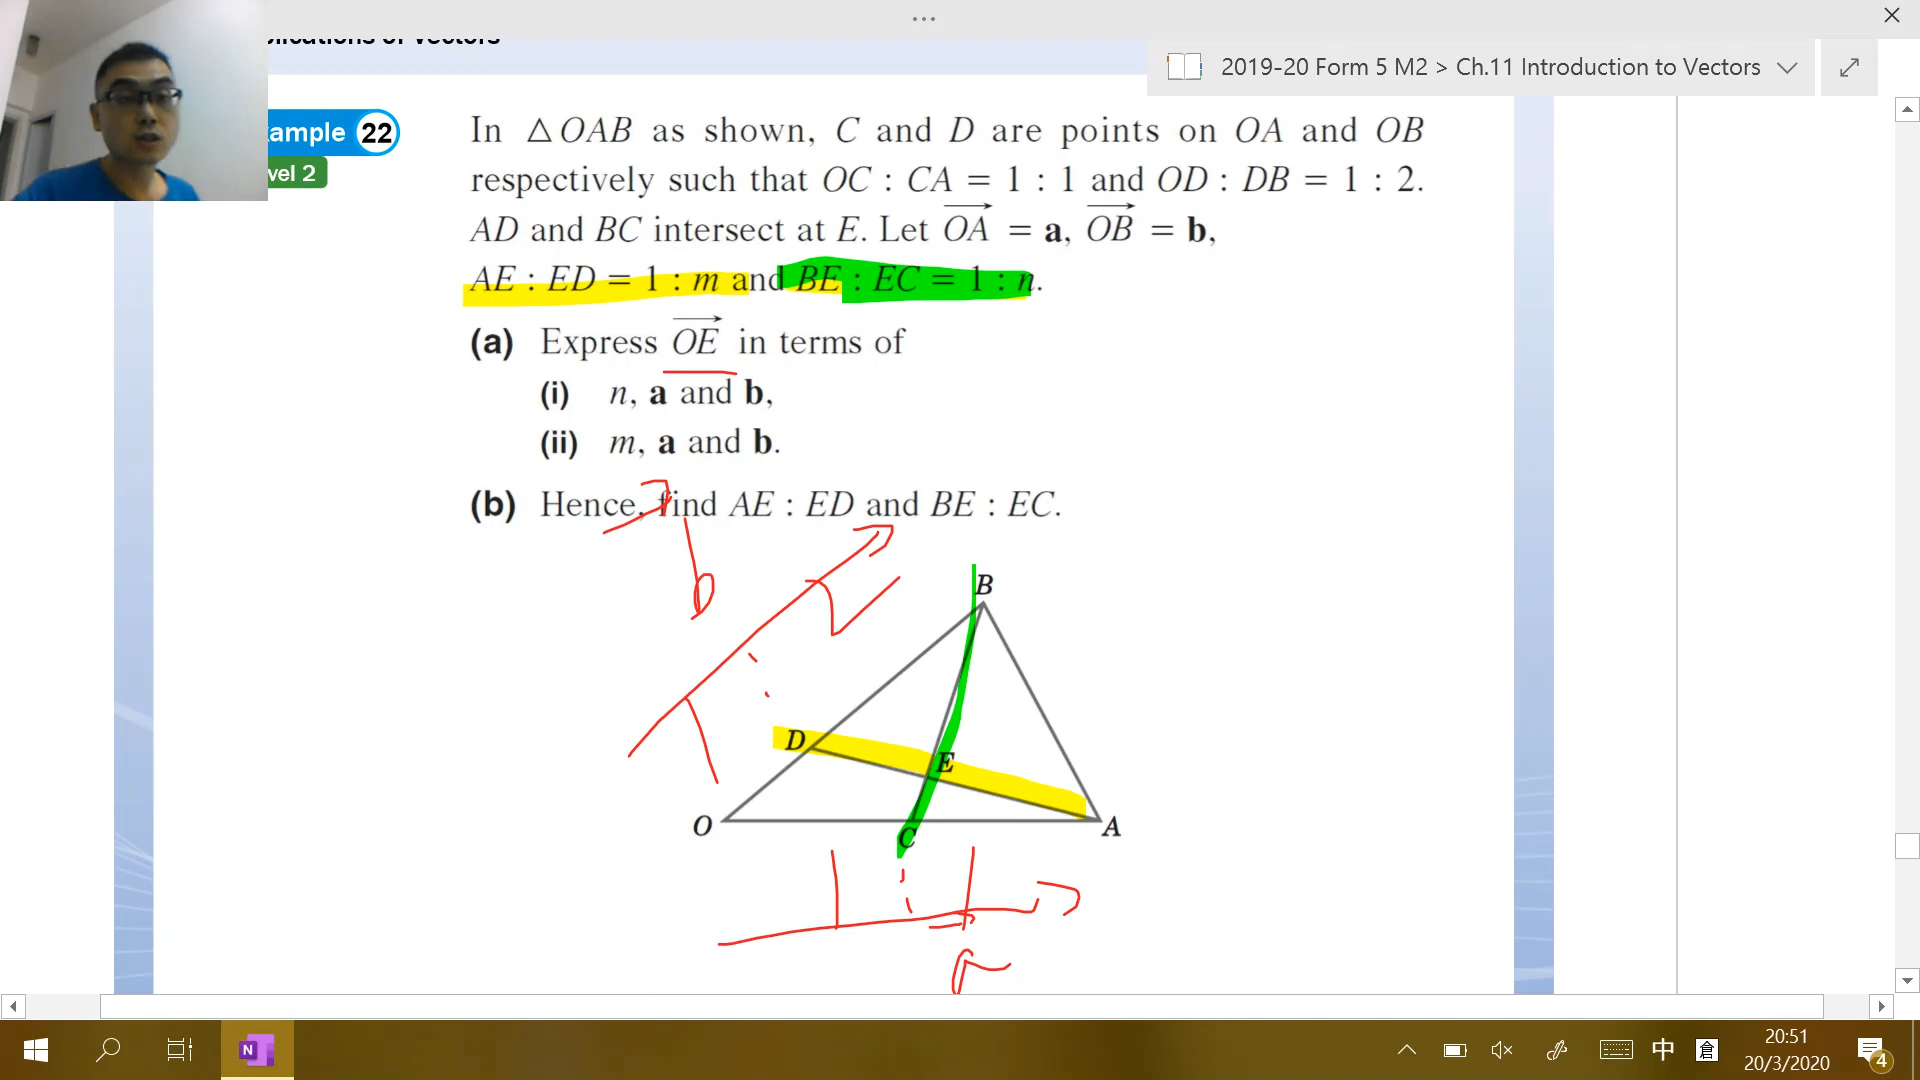 2019-20 Form 5 M2 > Ch.11 Introduction to Vectors
ample 22
vel 2
In △OAB as shown, C and D are points on OA and OB
respectively such that OC : CA = 1 : 1 and OD : DB = 1 : 2.
AD and BC intersect at E. Let OA = a, OB = b,
AE : ED = 1 : m and BE : EC = 1 : n.
(a) Express OE in terms of
(i) n, a and b,
(ii) m, a and b.
(b) Hence, find AE : ED and BE : EC.
b
B
D
E
O
C
A
a
N
中
倉
20:51
20/3/2020
4